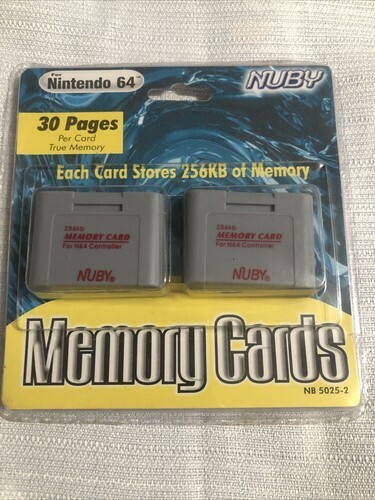 For
Nintendo 64™
NUBY
30 Pages
Per Card
True Memory
Each Card Stores 256KB of Memory
256Kb
MEMORY CARD
For N64 Controller
NUBY®
256Kb
MEMORY CARD
For N64 Controller
NUBY®
Memory Cards
NB 5025-2